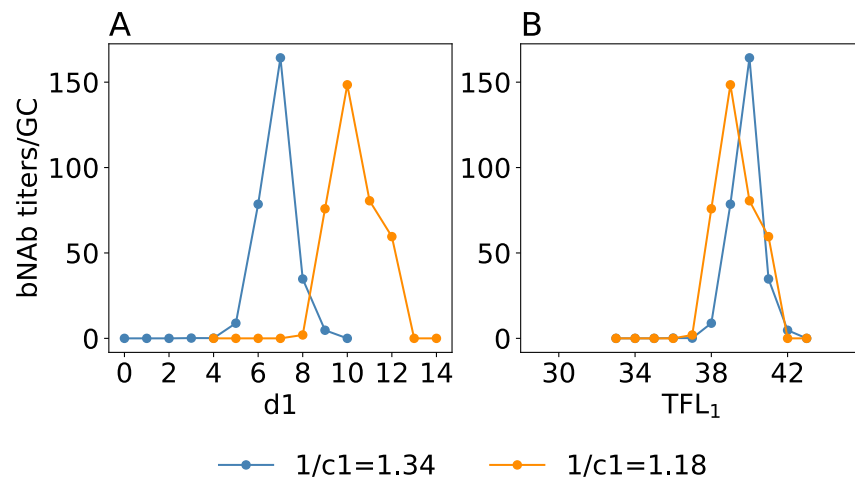 A
B
bNAb titers/GC
150
100
50
0
0 2 4 6 8 10 12 14
d1
150
100
50
0
30 34 38 42
TFL₁
1/c1=1.34
1/c1=1.18